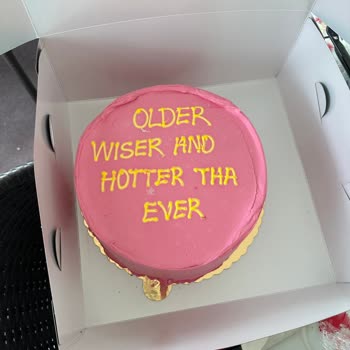 OLDER
WISER AND
HOTTER THA
EVER